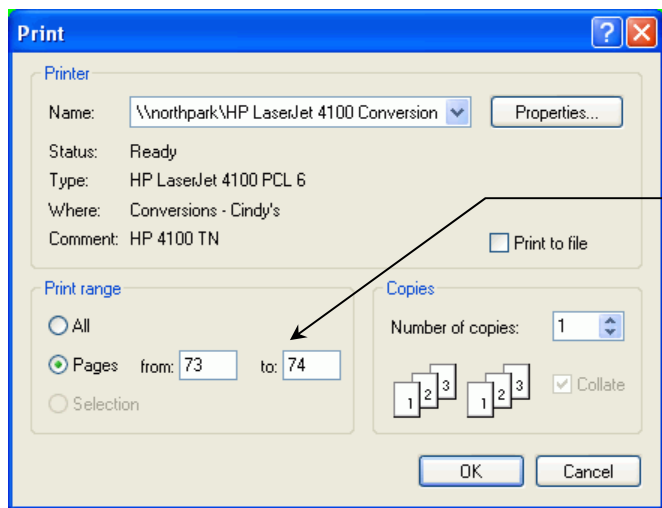 Print
Printer
Name: \\northpark\HP LaserJet 4100 Conversion Properties...
Status: Ready
Type: HP LaserJet 4100 PCL 6
Where: Conversions - Cindy's
Comment: HP 4100 TN Print to file
Print range Copies
All Number of copies: 1
Pages from: 73 to: 74
1 2 3 1 2 3 Collate
Selection
OK Cancel